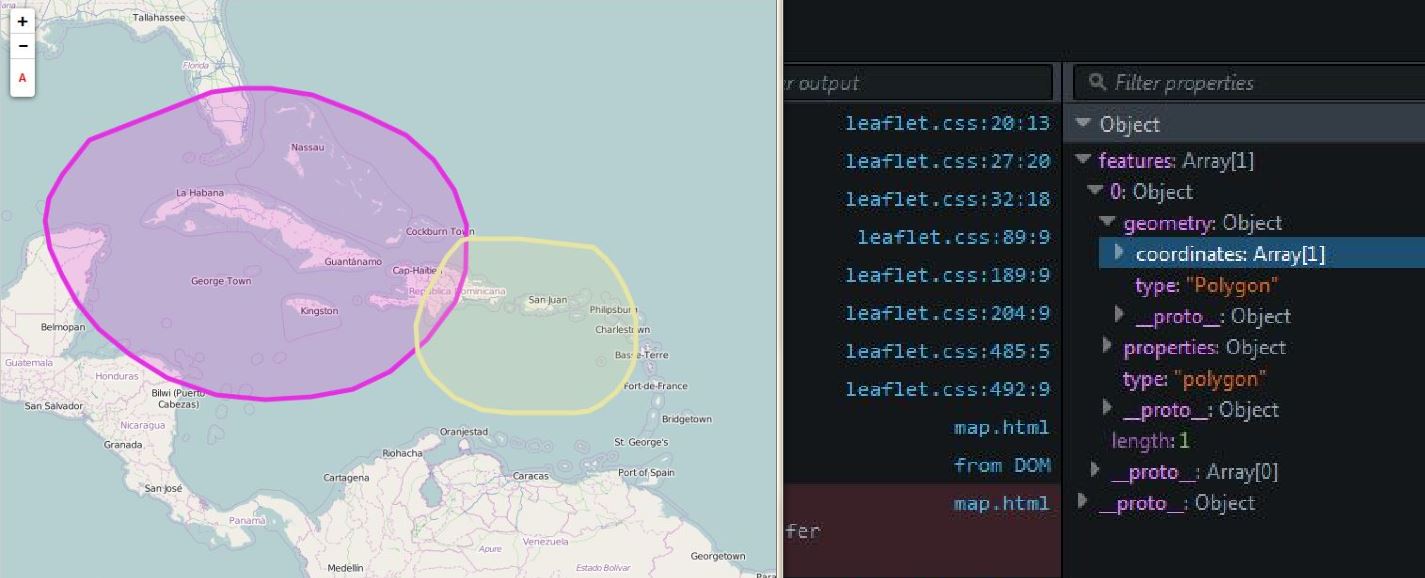 +
−
A
Tallahassee
Florida
Nassau
La Habana
Cockburn Town
Guantánamo
Cap-Haïtien
George Town
República Dominicana
San Juan
Kingston
Philipsburg
Charlestown
Belmopan
Basse-Terre
Guatemala
Honduras
Fort-de-France
Bilwi (Puerto
Cabezas)
San Salvador
Bridgetown
Nicaragua
Oranjestad
Granada
St. George's
Riohacha
Port of Spain
Cartagena
Caracas
San José
Panamá
Venezuela
Apure
Georgetown
Medellín
Estado Bolívar
Para
r output
leaflet.css:20:13
leaflet.css:27:20
leaflet.css:32:18
leaflet.css:89:9
leaflet.css:189:9
leaflet.css:204:9
leaflet.css:485:5
leaflet.css:492:9
map.html
from DOM
map.html
fer
Filter properties
Object
features: Array[1]
0: Object
geometry: Object
coordinates: Array[1]
type: "Polygon"
__proto__: Object
properties: Object
type: "polygon"
__proto__: Object
length: 1
__proto__: Array[0]
__proto__: Object